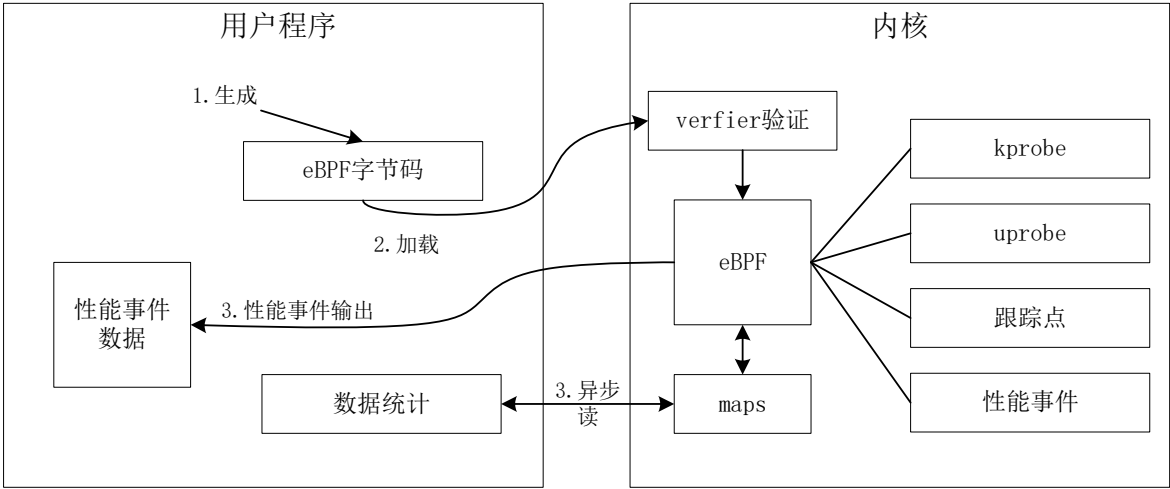 用户程序
内核
1.生成
eBPF字节码
2.加载
verfier验证
eBPF
kprobe
uprobe
跟踪点
性能事件
性能事件
数据
3.性能事件输出
数据统计
3.异步
读
maps